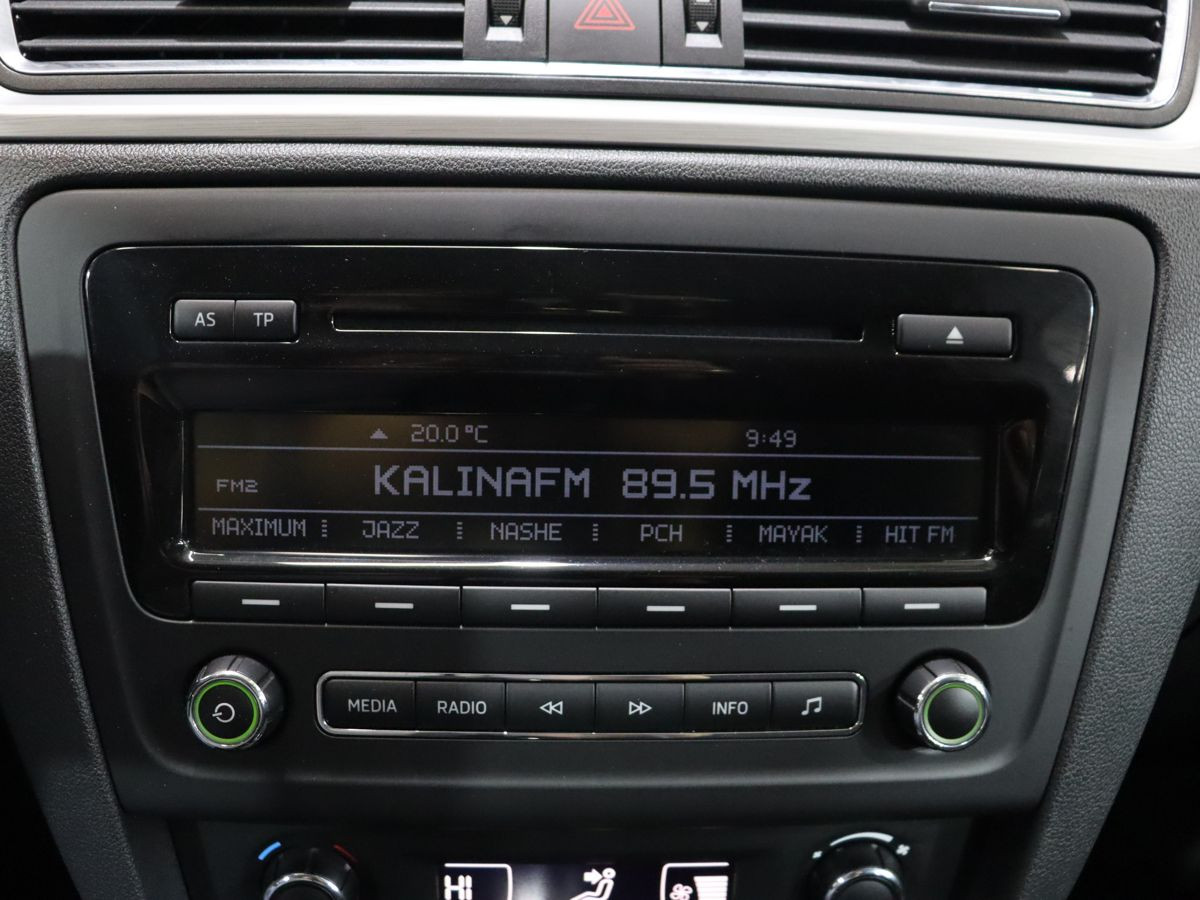 AS TP
20.0°C 9:49
FM2 KALINAFM 89.5 MHz
MAXIMUM JAZZ NASHE PCH MAYAK HIT FM
MEDIA RADIO INFO
HI